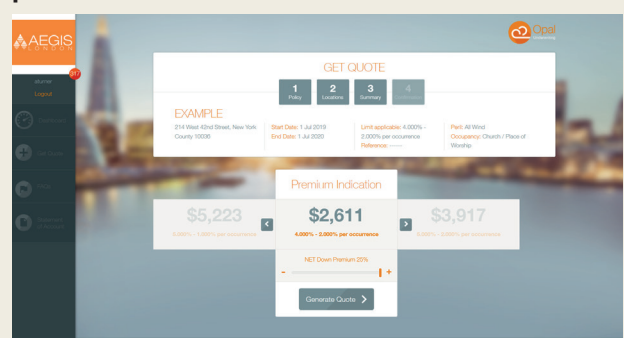 AEGIS
LONDON
Opal
317
Logout
GET QUOTE
1
Policy
2
Locations
3
Summary
4
EXAMPLE
214 West 42nd Street, New York
County 10036
Start Date: 1 Jul 2019
End Date: 1 Jul 2020
Limit applicable: 4.000% -
2.000% per occurrence
Reference: -------
Peril: All Wind
Occupancy: Church / Place of
Worship
Premium Indication
$5,223
$2,611
4.000% - 2.000% per occurrence
$3,917
NET Down Premium 25%
- +
Generate Quote